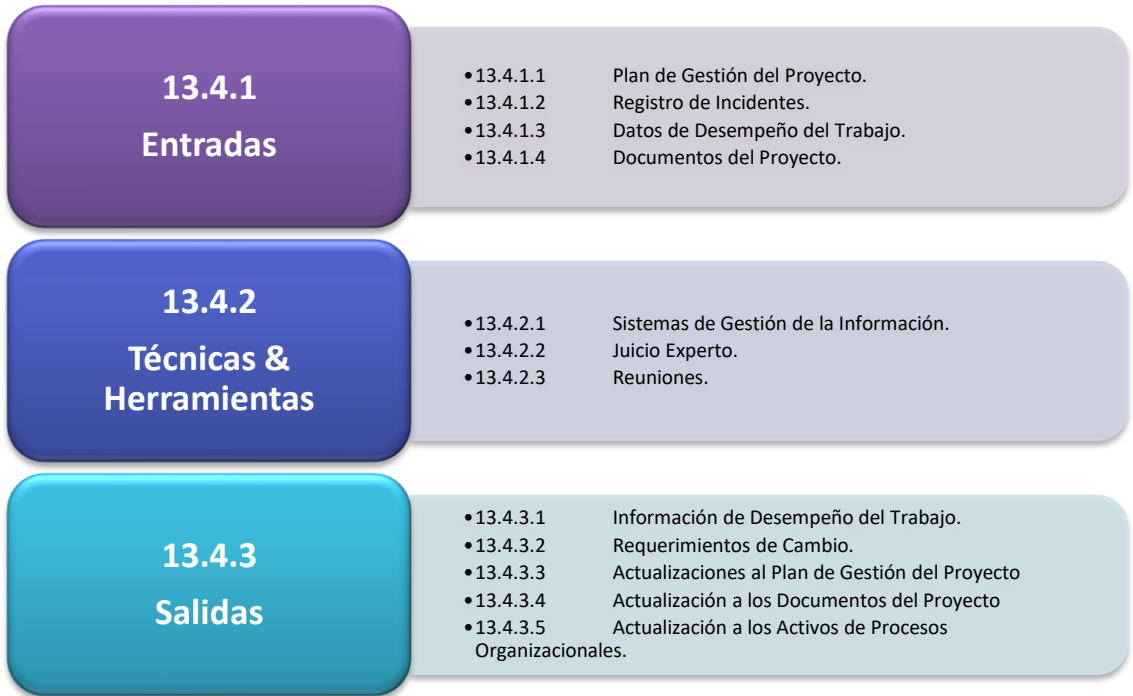 13.4.1
Entradas
•13.4.1.1 Plan de Gestión del Proyecto.
•13.4.1.2 Registro de Incidentes.
•13.4.1.3 Datos de Desempeño del Trabajo.
•13.4.1.4 Documentos del Proyecto.
13.4.2
Técnicas &
Herramientas
•13.4.2.1 Sistemas de Gestión de la Información.
•13.4.2.2 Juicio Experto.
•13.4.2.3 Reuniones.
13.4.3
Salidas
•13.4.3.1 Información de Desempeño del Trabajo.
•13.4.3.2 Requerimientos de Cambio.
•13.4.3.3 Actualizaciones al Plan de Gestión del Proyecto
•13.4.3.4 Actualización a los Documentos del Proyecto
•13.4.3.5 Actualización a los Activos de Procesos
Organizacionales.